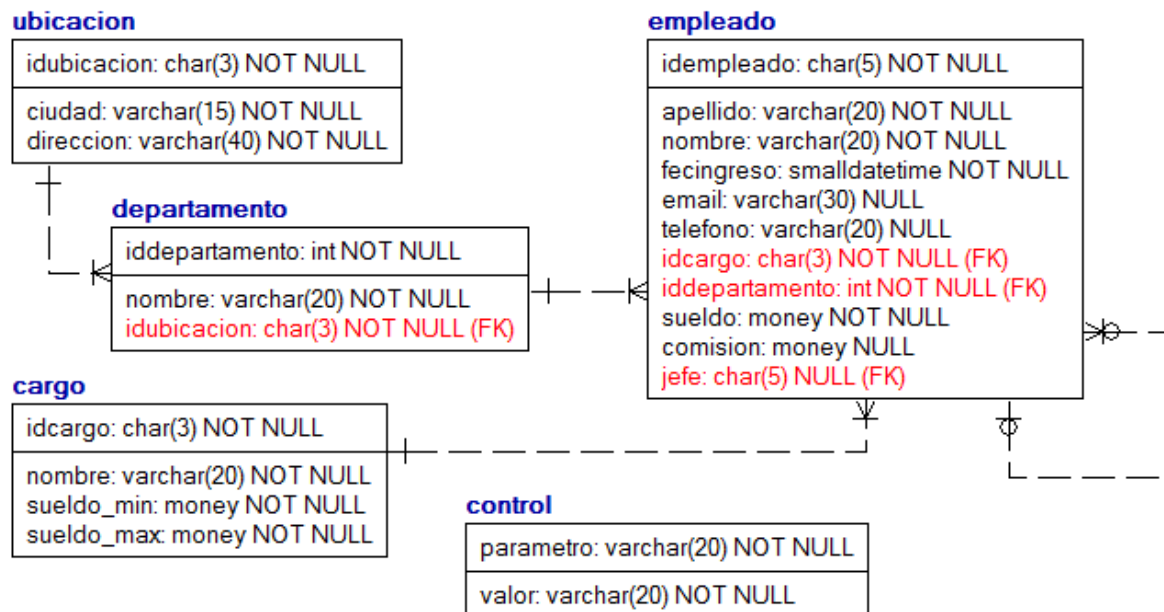 ubicacion
idubicacion: char(3) NOT NULL
ciudad: varchar(15) NOT NULL
direccion: varchar(40) NOT NULL
departamento
iddepartamento: int NOT NULL
nombre: varchar(20) NOT NULL
idubicacion: char(3) NOT NULL (FK)
cargo
idcargo: char(3) NOT NULL
nombre: varchar(20) NOT NULL
sueldo_min: money NOT NULL
sueldo_max: money NOT NULL
empleado
idempleado: char(5) NOT NULL
apellido: varchar(20) NOT NULL
nombre: varchar(20) NOT NULL
fecingreso: smalldatetime NOT NULL
email: varchar(30) NULL
telefono: varchar(20) NULL
idcargo: char(3) NOT NULL (FK)
iddepartamento: int NOT NULL (FK)
sueldo: money NOT NULL
comision: money NULL
jefe: char(5) NULL (FK)
control
parametro: varchar(20) NOT NULL
valor: varchar(20) NOT NULL